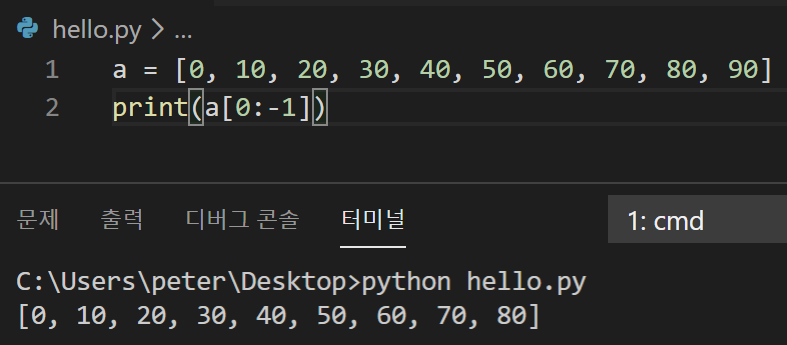 hello.py > ...
1 a = [0, 10, 20, 30, 40, 50, 60, 70, 80, 90]
2 print(a[0:-1])
문제 출력 디버그 콘솔 터미널 1: cmd
C:\Users\peter\Desktop>python hello.py
[0, 10, 20, 30, 40, 50, 60, 70, 80]